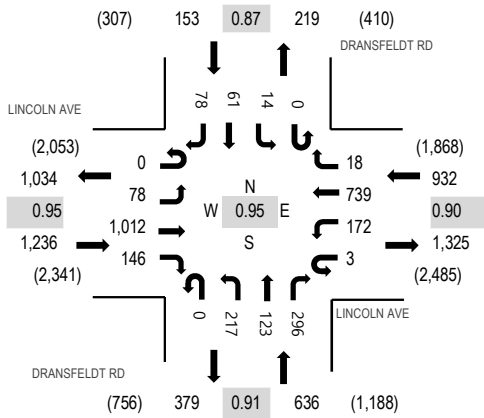 (307) 153 0.87 219 (410)
DRANSFELDT RD
78 61 14 0
LINCOLN AVE
(2,053) (1,868)
0 18
1,034 932
78 N 739
0.95 W 0.95 E 0.90
1,012 172
1,236 S 1,325
146 3
(2,341) (2,485)
0 217 123 296
LINCOLN AVE
DRANSFELDT RD
(756) 379 0.91 636 (1,188)